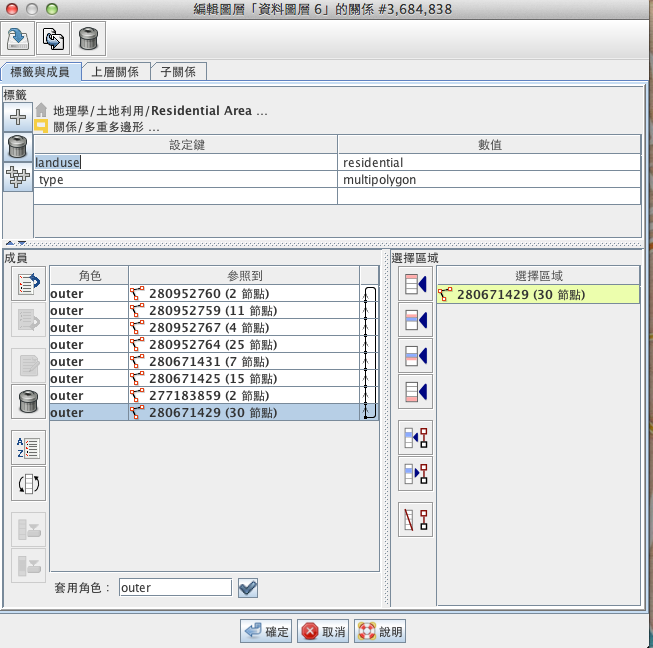 編輯圖層「資料圖層 6」的關係 #3,684,838
標籤與成員 上層關係 子關係
標籤
地理學/土地利用/Residential Area ...
關係/多重多邊形 ...
設定鍵 數值
landuse residential
type multipolygon
成員 選擇區域
角色 參照到 選擇區域
outer 280952760 (2 節點) 280671429 (30 節點)
outer 280952759 (11 節點)
outer 280952767 (4 節點)
outer 280952764 (25 節點)
outer 280671431 (7 節點)
outer 280671425 (15 節點)
outer 277183859 (2 節點)
outer 280671429 (30 節點)
A
Z
套用角色： outer
確定 取消 說明